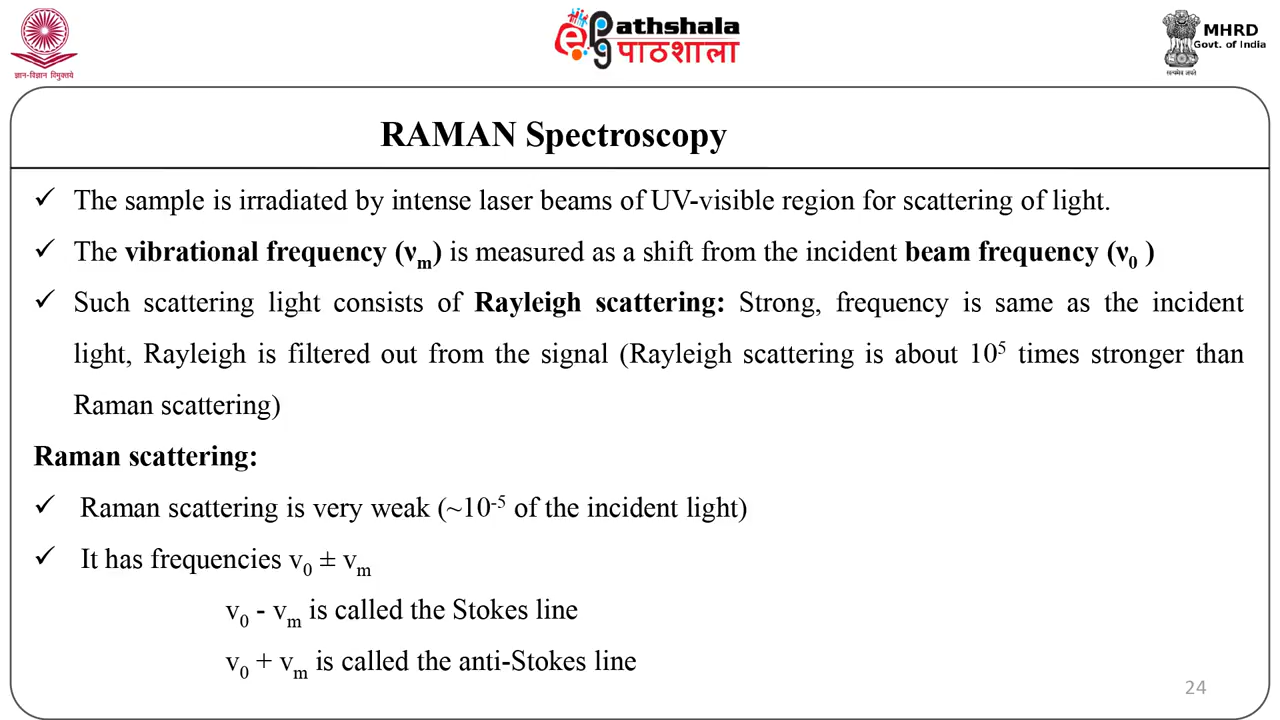 ज्ञान-विज्ञान विमुक्तये
ePathshala
पाठशाला
MHRD
Govt. of India
सत्यमेव जयते
RAMAN Spectroscopy
✓ The sample is irradiated by intense laser beams of UV-visible region for scattering of light.
✓ The vibrational frequency (νₘ) is measured as a shift from the incident beam frequency (ν₀ )
✓ Such scattering light consists of Rayleigh scattering: Strong, frequency is same as the incident
light, Rayleigh is filtered out from the signal (Rayleigh scattering is about 10⁵ times stronger than
Raman scattering)
Raman scattering:
✓ Raman scattering is very weak (~10⁻⁵ of the incident light)
✓ It has frequencies v₀ ± vₘ
v₀ - vₘ is called the Stokes line
v₀ + vₘ is called the anti-Stokes line
24